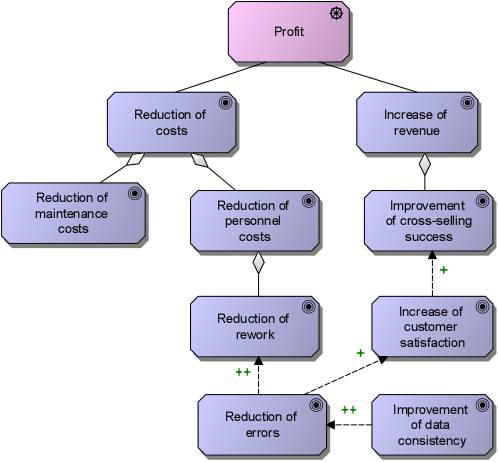 Profit
Reduction of
costs
Increase of
revenue
Reduction of
maintenance
costs
Reduction of
personnel
costs
Improvement
of cross-selling
success
+
Reduction of
rework
Increase of
customer
satisfaction
+
++
Reduction of
errors
++
Improvement
of data
consistency